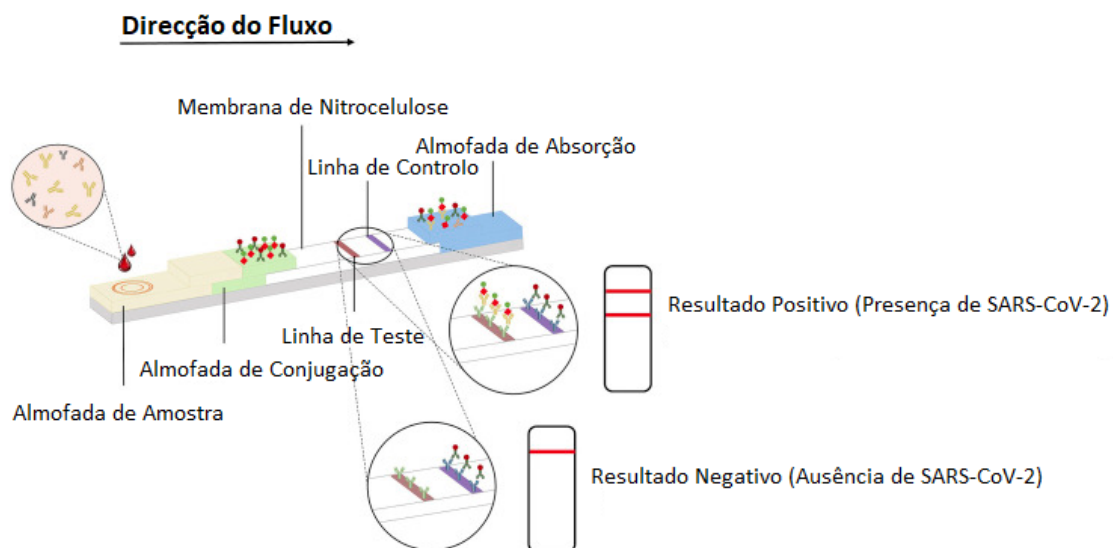 Direcção do Fluxo
Membrana de Nitrocelulose
Almofada de Absorção
Linha de Controlo
Resultado Positivo (Presença de SARS-CoV-2)
Linha de Teste
Almofada de Conjugação
Almofada de Amostra
Resultado Negativo (Ausência de SARS-CoV-2)